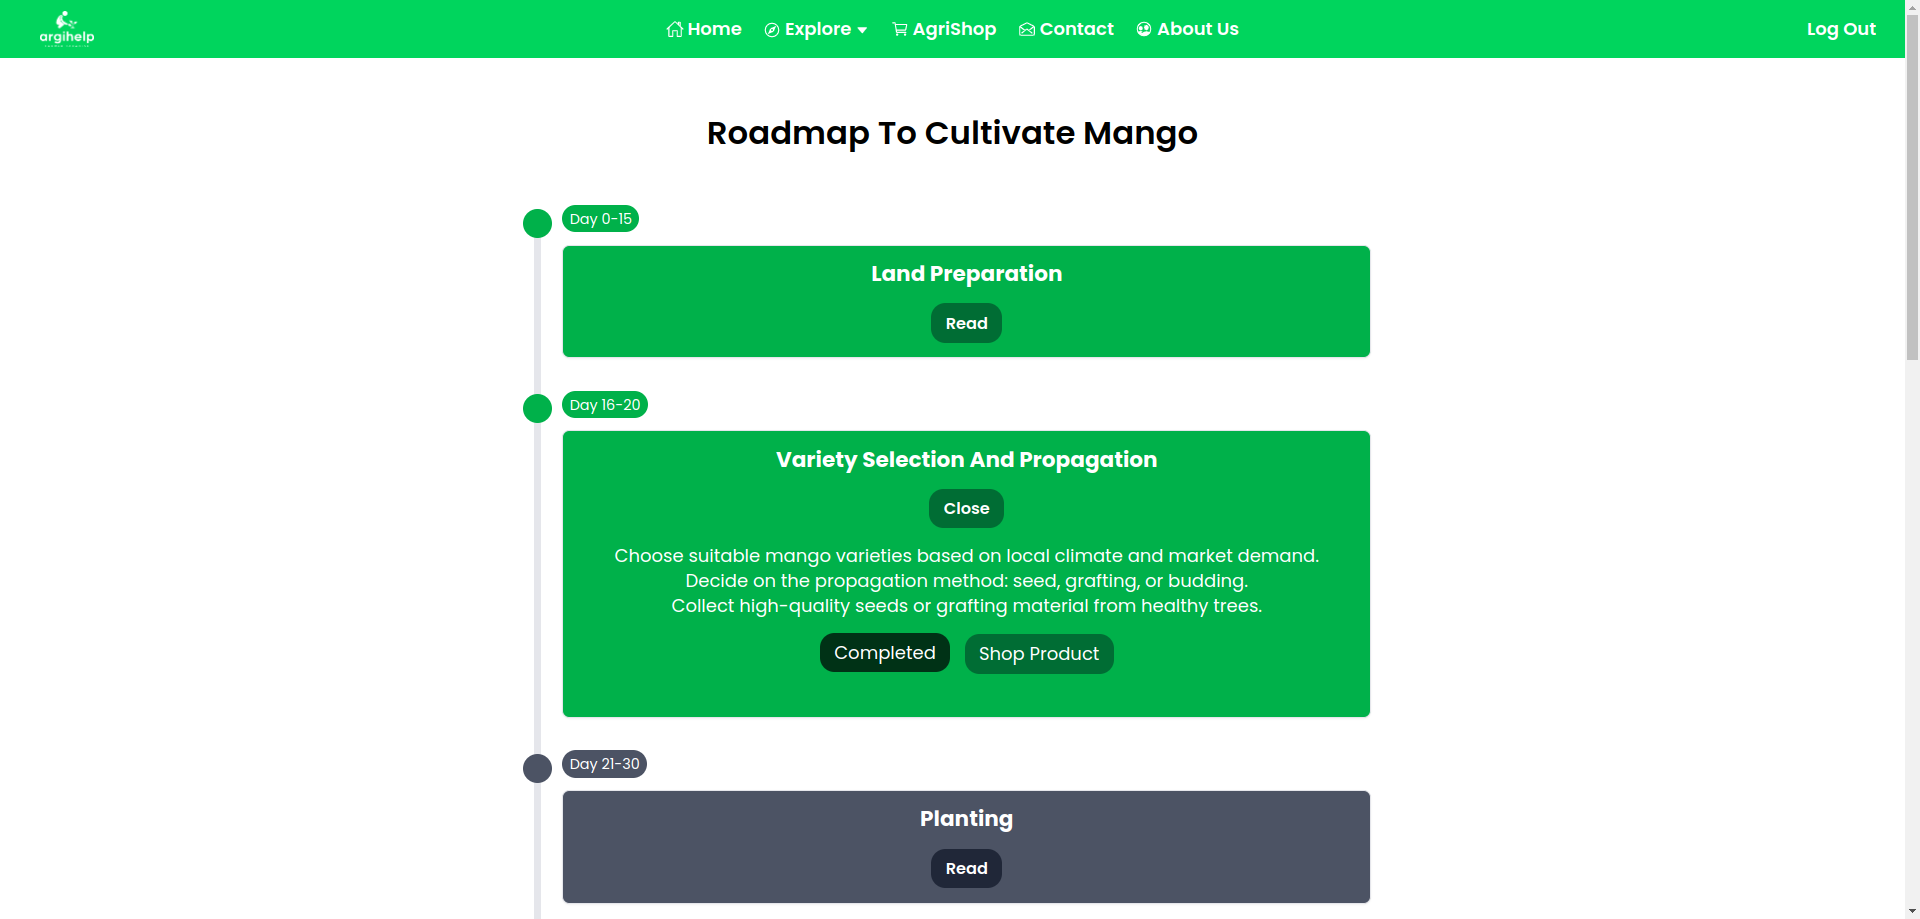 argihelp
Home
Explore
AgriShop
Contact
About Us
Log Out
Roadmap To Cultivate Mango
Day 0-15
Land Preparation
Read
Day 16-20
Variety Selection And Propagation
Close
Choose suitable mango varieties based on local climate and market demand.
Decide on the propagation method: seed, grafting, or budding.
Collect high-quality seeds or grafting material from healthy trees.
Completed
Shop Product
Day 21-30
Planting
Read